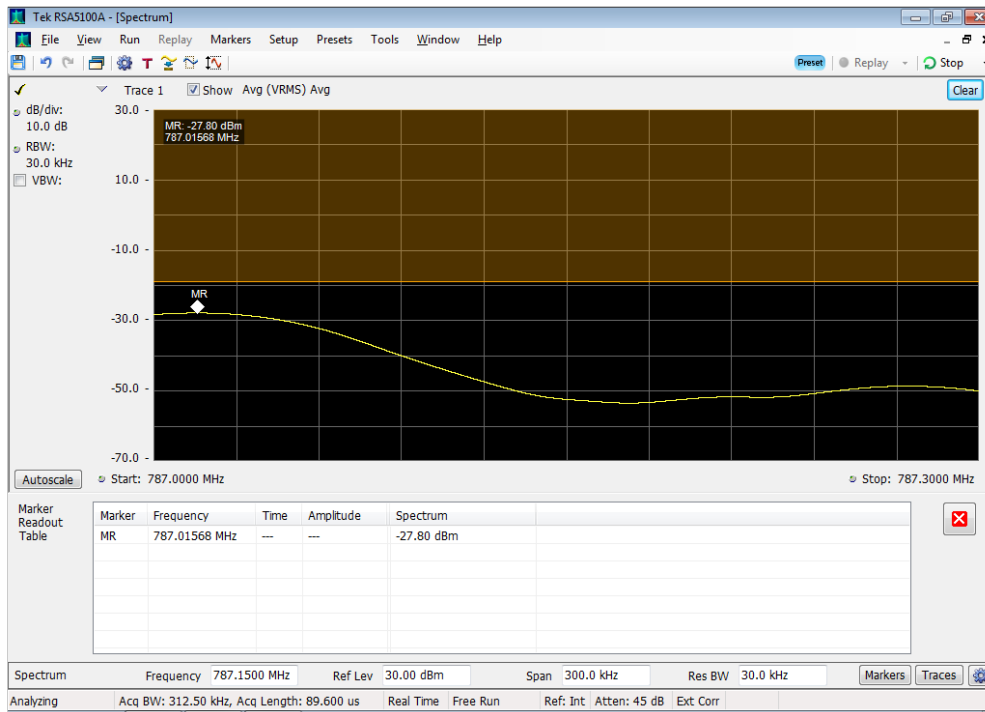 Tek RSA5100A - [Spectrum]
File View Run Replay Markers Setup Presets Tools Window Help
T Preset Replay Stop
Trace 1 Show Avg (VRMS) Avg Clear
dB/div:
10.0 dB
RBW:
30.0 kHz
VBW:
30.0
MR: -27.80 dBm
787.01568 MHz
10.0
-10.0
MR
-30.0
-50.0
-70.0
Autoscale Start: 787.0000 MHz Stop: 787.3000 MHz
Marker Readout Table
Marker Frequency Time Amplitude Spectrum
MR 787.01568 MHz --- --- -27.80 dBm
Spectrum Frequency 787.1500 MHz Ref Lev 30.00 dBm Span 300.0 kHz Res BW 30.0 kHz Markers Traces
Analyzing Acq BW: 312.50 kHz, Acq Length: 89.600 us Real Time Free Run Ref: Int Atten: 45 dB Ext Corr